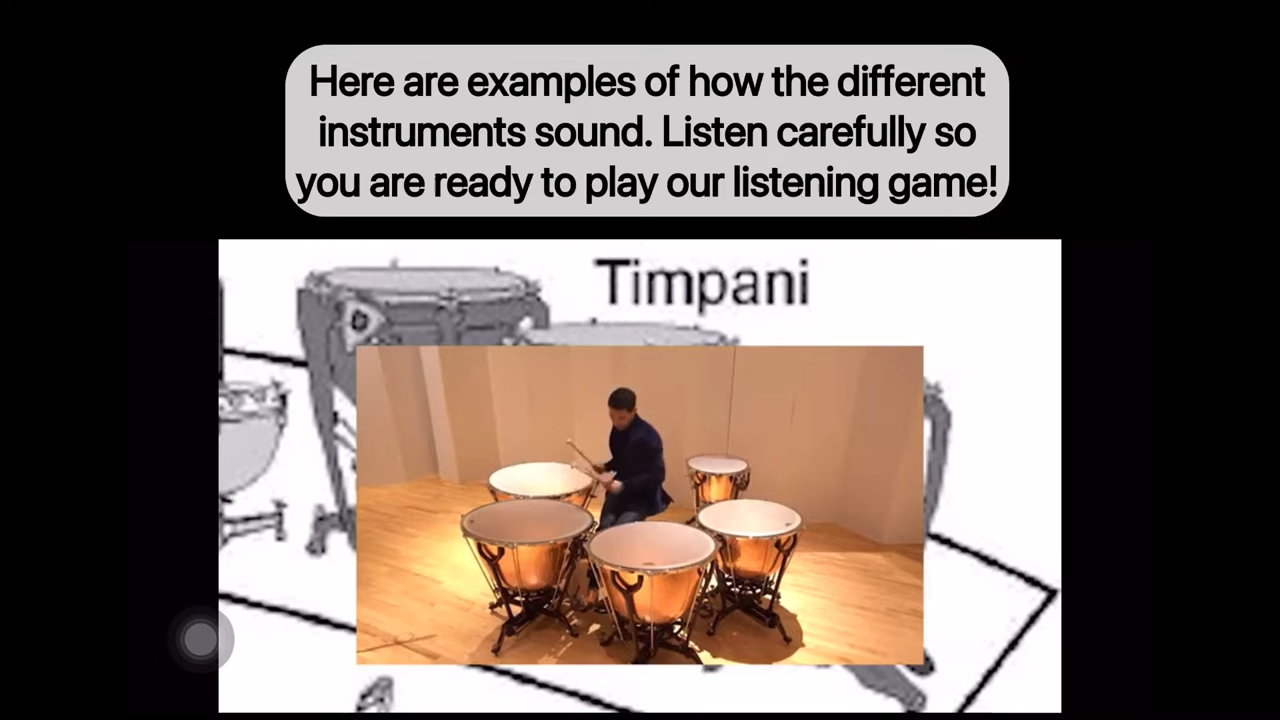 Here are examples of how the different
instruments sound. Listen carefully so
you are ready to play our listening game!
Timpani